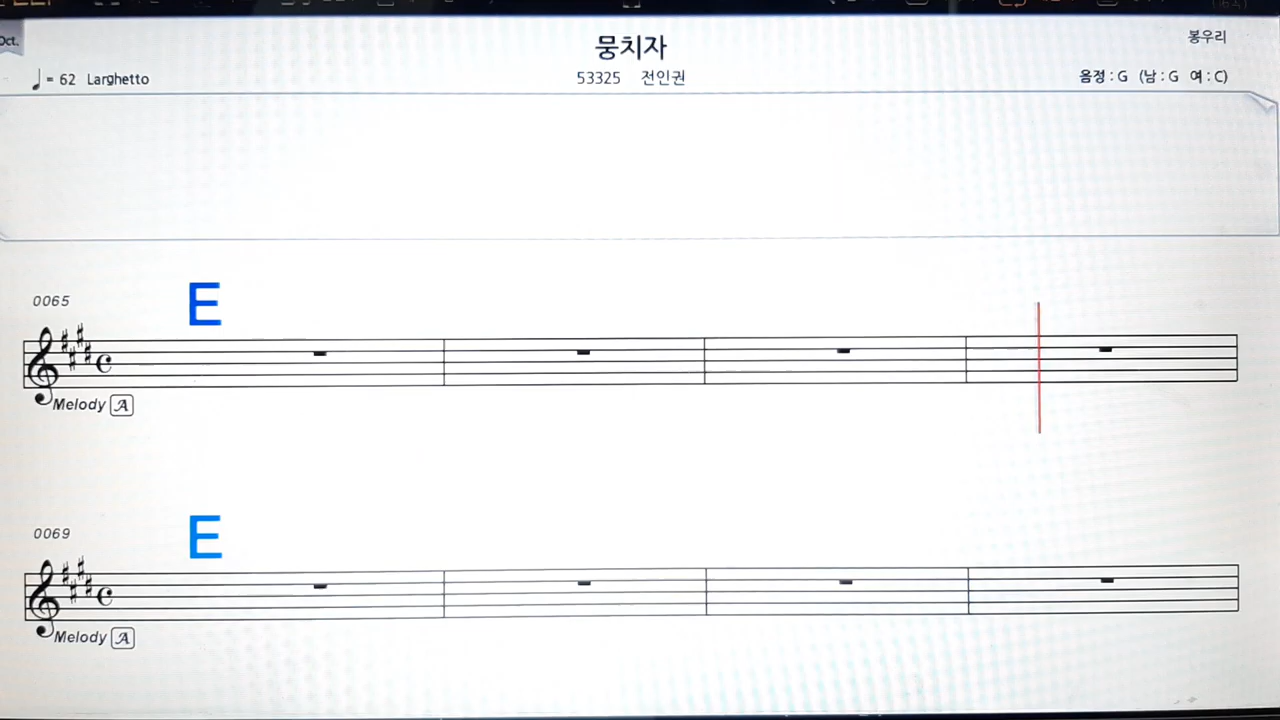 Oct.
뭉치자
봉우리
♩= 62 Larghetto
53325 전인권
음정 : G (남 : G 여 : C)
0065
E
Melody A
0069
E
Melody A